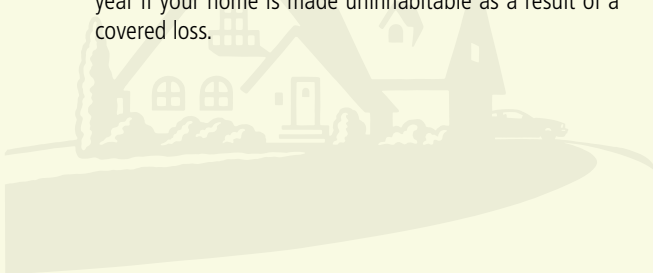 year if your home is made uninhabitable as a result of a
covered loss.